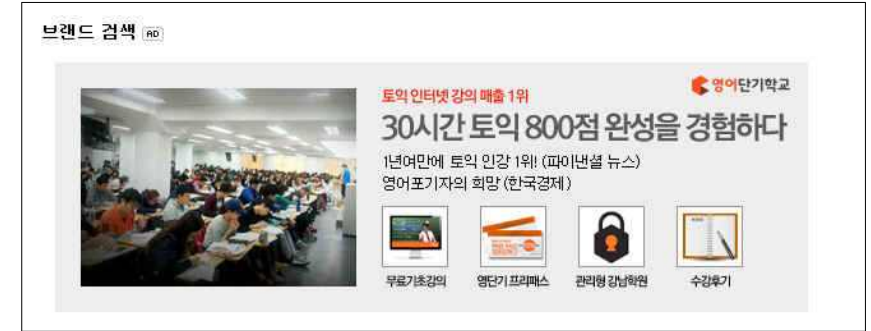 브랜드 검색 AD
영어단기학교
토익 인터넷 강의 매출 1위
30시간 토익 800점 완성을 경험하다
1년여만에 토익 인강 1위! (파이낸셜 뉴스)
영어포기자의 희망 (한국경제)
무료기초강의 영단기 프리패스 관리형 강남학원 수강후기